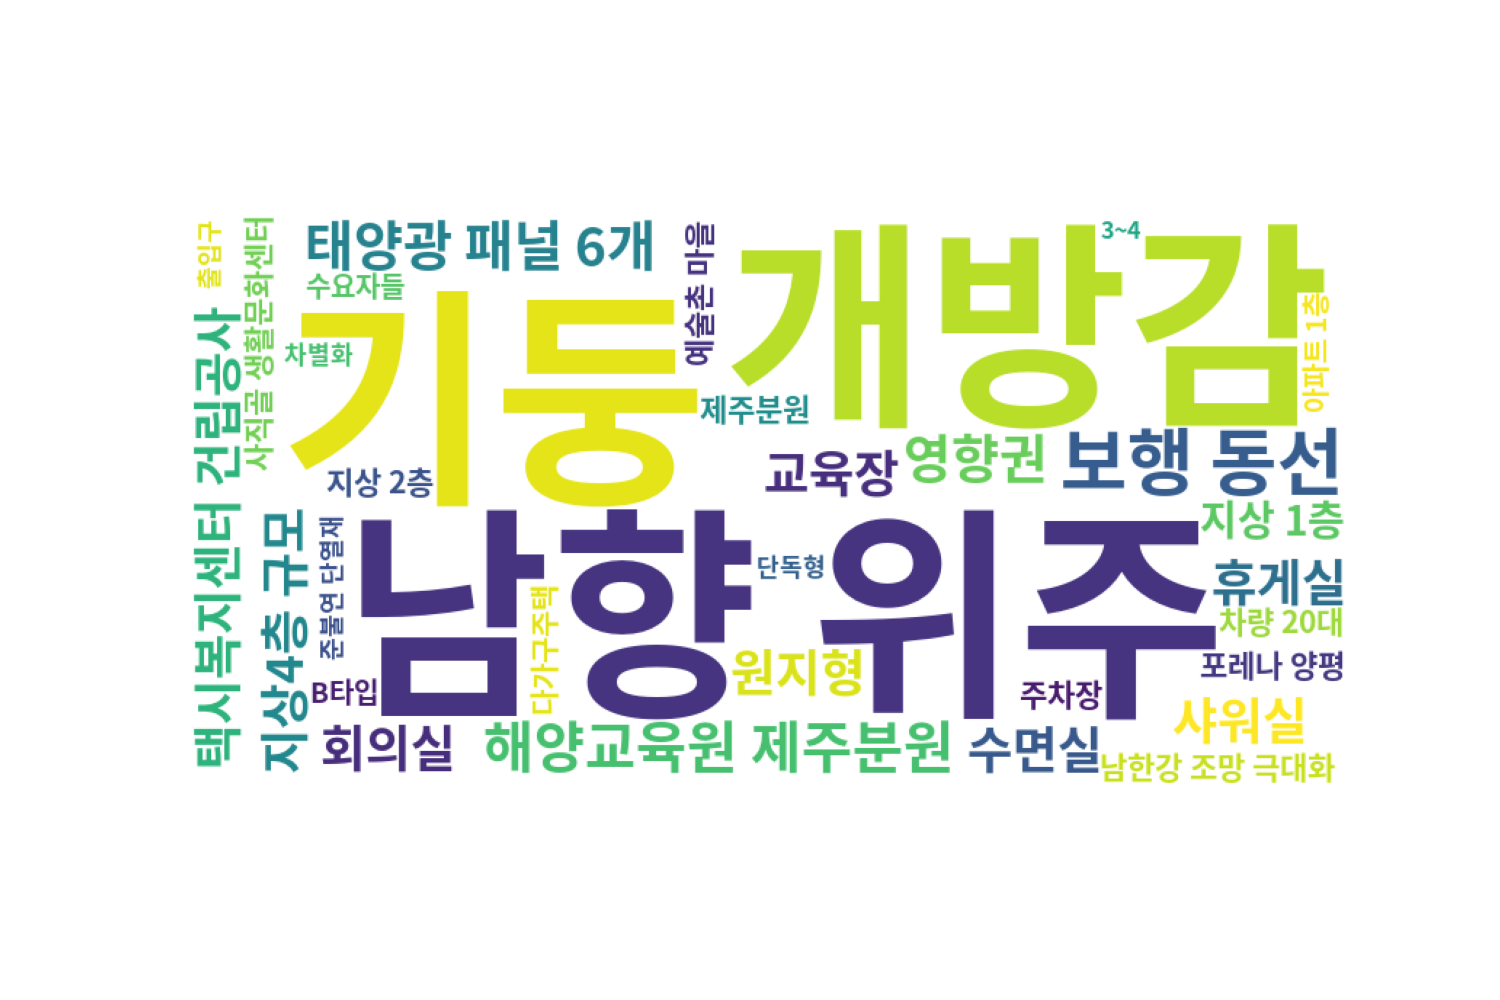 출입구
사직골 생활문화센터
태양광 패널 6개
수요자들
차별화
기둥
예술촌 마을
개방감
3~4
아파트 1층
택시복지센터 건립공사
제주분원
지상 2층
교육장
영향권
보행 동선
지상 1층
지상4층 규모
준불연 단열재
남향위주
단독형
휴게실
차량 20대
포레나 양평
B타입
다가구주택
원지형
주차장
샤워실
회의실
해양교육원 제주분원
수면실
남한강 조망 극대화